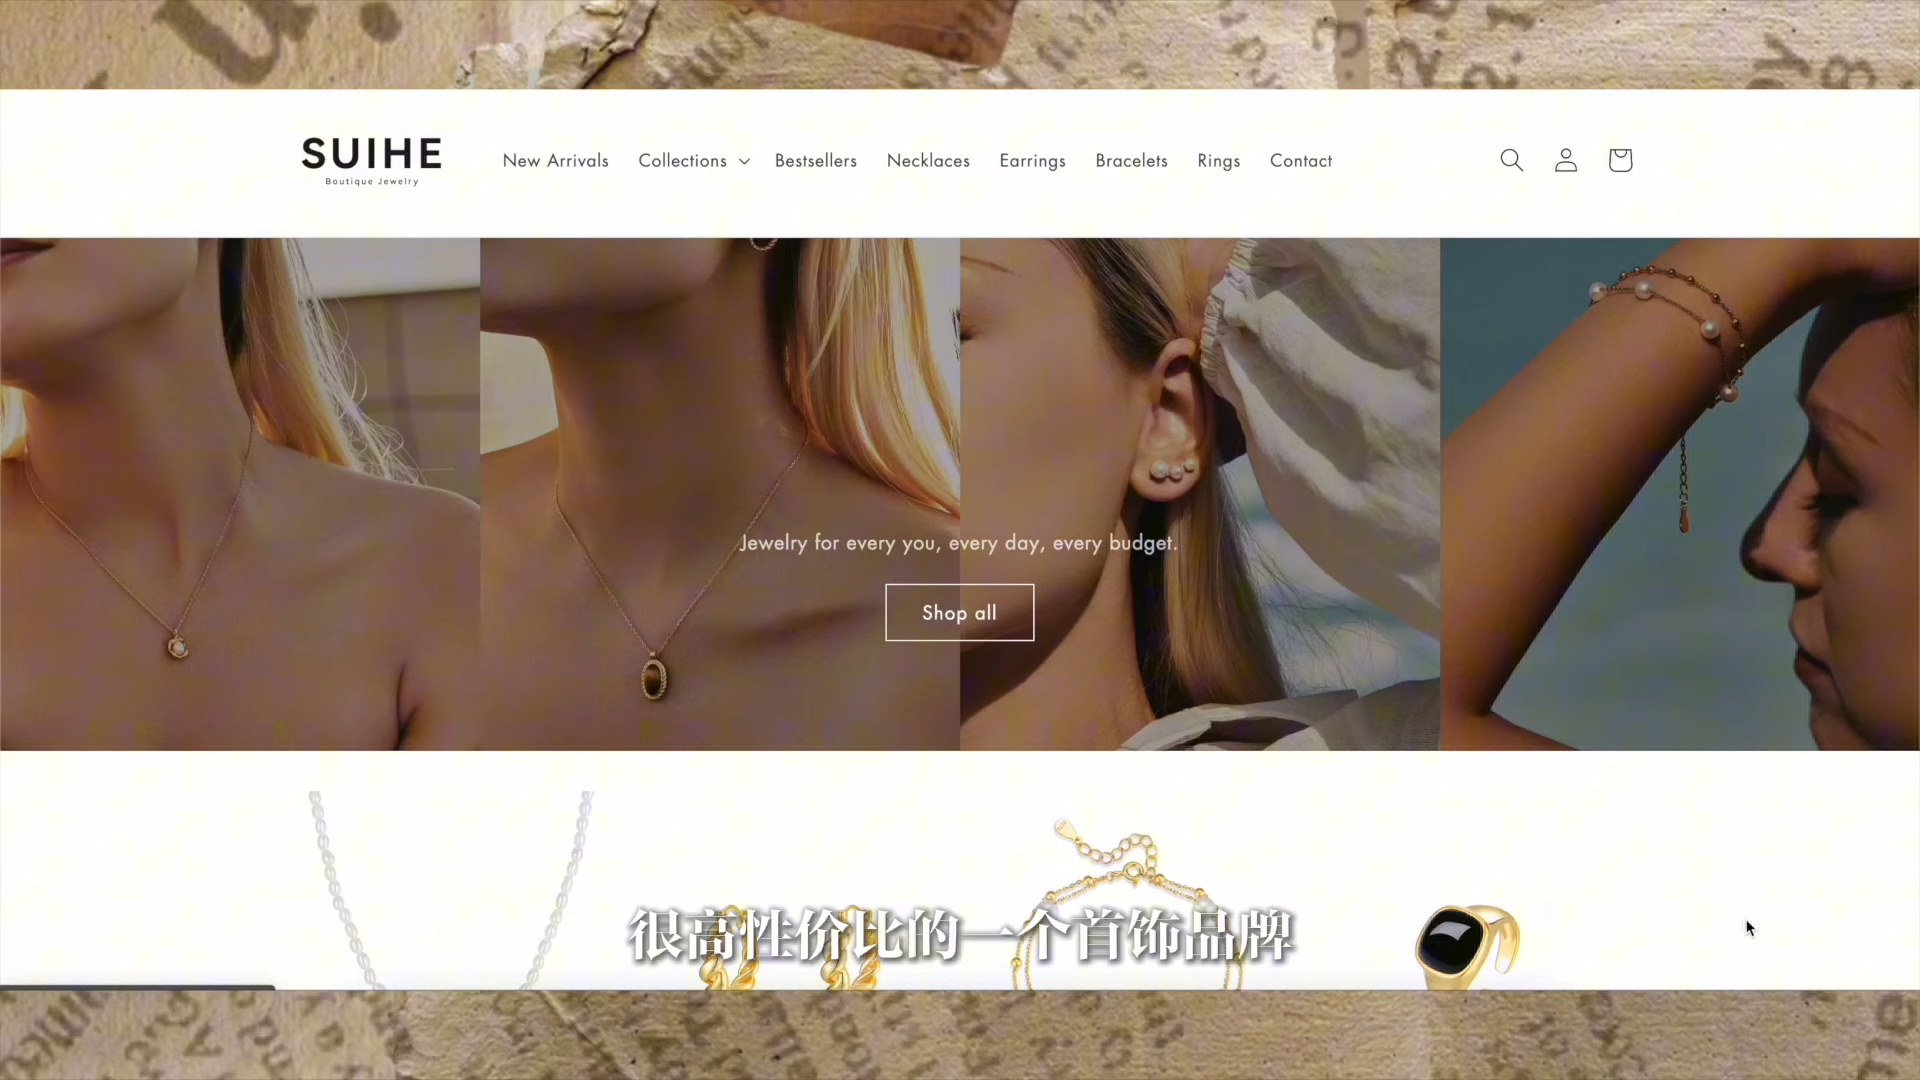 SUIHE
Boutique Jewelry
New Arrivals
Collections
Bestsellers
Necklaces
Earrings
Bracelets
Rings
Contact
Jewelry for every you, every day, every budget.
Shop all
很高性价比的一个首饰品牌